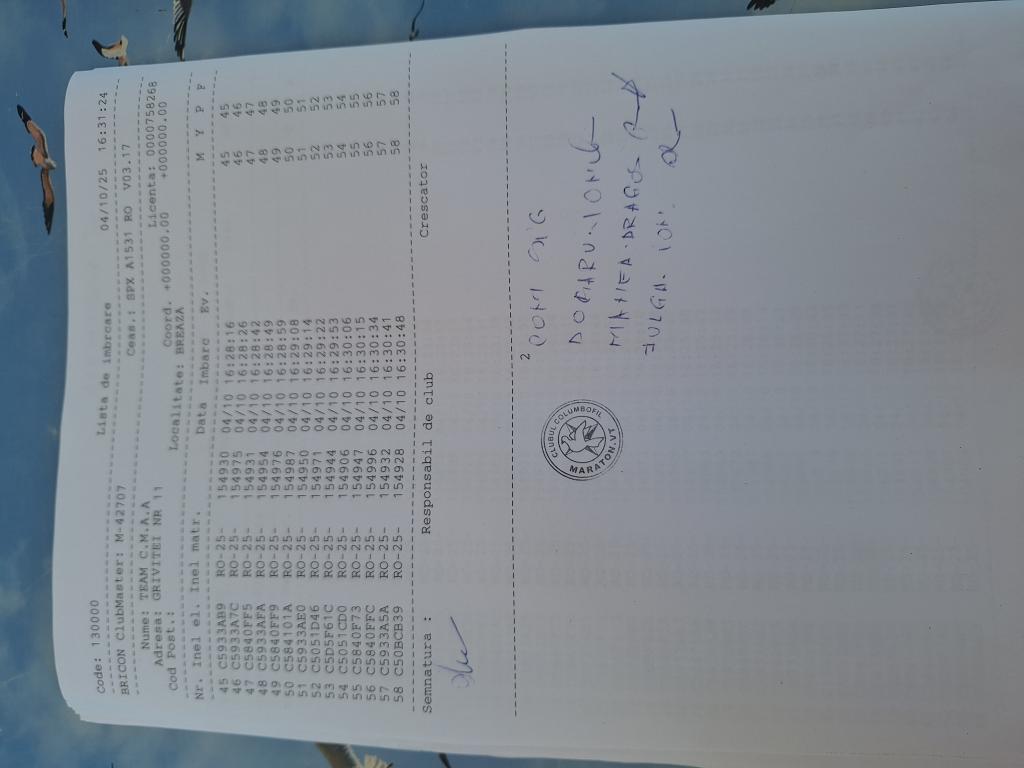 Code: 130000 Lista de imbrcare 04/10/25 16:31:24
BRICON ClubMaster: M-42707 Ceas.: SPX A1531 RO V03.17
Nume: TEAM C.M.A.A Licenta: 0000758268
Adresa: GRIVITEI NR 11 Coord. +000000.00 +000000.00
Cod Post.: Localitate: BREAZA
Nr. Inel el. Inel matr. Data Imbarc Ev. M Y P F
45 C5933AB9 RO-25- 154930 04/10 16:28:16 45 45
46 C5933A7C RO-25- 154975 04/10 16:28:26 46 46
47 C5840FF5 RO-25- 154931 04/10 16:28:42 47 47
48 C5933AFA RO-25- 154954 04/10 16:28:49 48 48
49 C5840FF9 RO-25- 154976 04/10 16:28:59 49 49
50 C584101A RO-25- 154987 04/10 16:29:08 50 50
51 C5933AE0 RO-25- 154950 04/10 16:29:14 51 51
52 C5051D46 RO-25- 154971 04/10 16:29:22 52 52
53 C5D5F61C RO-25- 154944 04/10 16:29:53 53 53
54 C5051CD0 RO-25- 154906 04/10 16:30:06 54 54
55 C5840F73 RO-25- 154947 04/10 16:30:15 55 55
56 C5840FFC RO-25- 154996 04/10 16:30:34 56 56
57 C5933A5A RO-25- 154932 04/10 16:30:41 57 57
58 C50BCB39 RO-25- 154928 04/10 16:30:48 58 58
Semnatura : Responsabil de club Crescator
2
CLUBUL COLUMBOFIL
MARATON.VT
DOGARU. IONUT
MANEA.DRAGOS
ION.